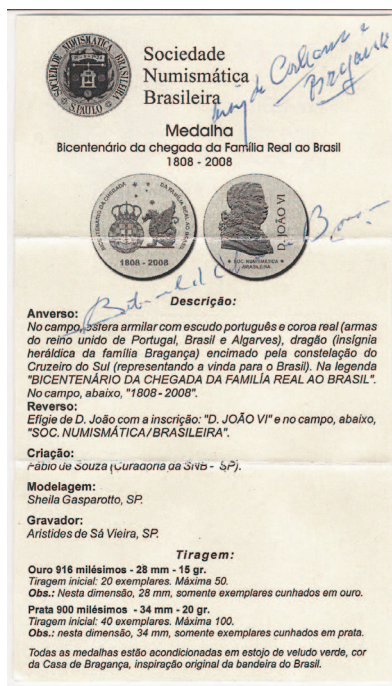 SOCIEDADE NUMISMÁTICA BRASILEIRA
S. PAULO
Sociedade
Numismática
Brasileira
Medalha
Bicentenário da chegada da Família Real ao Brasil
1808 - 2008
BICENTENÁRIO DA CHEGADA DA FAMÍLIA REAL AO BRASIL
1808 - 2008
D. JOÃO VI
SOC. NUMISMÁTICA
BRASILEIRA
Descrição:
Anverso:
No campo, esfera armilar com escudo português e coroa real (armas
do reino unido de Portugal, Brasil e Algarves), dragão (insígnia
heráldica da família Bragança) encimado pela constelação do
Cruzeiro do Sul (representando a vinda para o Brasil). Na legenda
"BICENTENÁRIO DA CHEGADA DA FAMÍLIA REAL AO BRASIL".
No campo, abaixo, "1808 - 2008".
Reverso:
Efígie de D. João com a inscrição: "D. JOÃO VI" e no campo, abaixo,
"SOC. NUMISMÁTICA/BRASILEIRA".
Criação:
Fábio de Souza (Curadoria da SNB - SP).
Modelagem:
Sheila Gasparotto, SP.
Gravador:
Aristides de Sá Vieira, SP.
Tiragem:
Ouro 916 milésimos - 28 mm - 15 gr.
Tiragem inicial: 20 exemplares. Máxima 50.
Obs.: Nesta dimensão, 28 mm, somente exemplares cunhados em ouro.
Prata 900 milésimos - 34 mm - 20 gr.
Tiragem inicial: 40 exemplares. Máxima 100.
Obs.: nesta dimensão, 34 mm, somente exemplares cunhados em prata.
Todas as medalhas estão acondicionadas em estojo de veludo verde, cor
da Casa de Bragança, inspiração original da bandeira do Brasil.